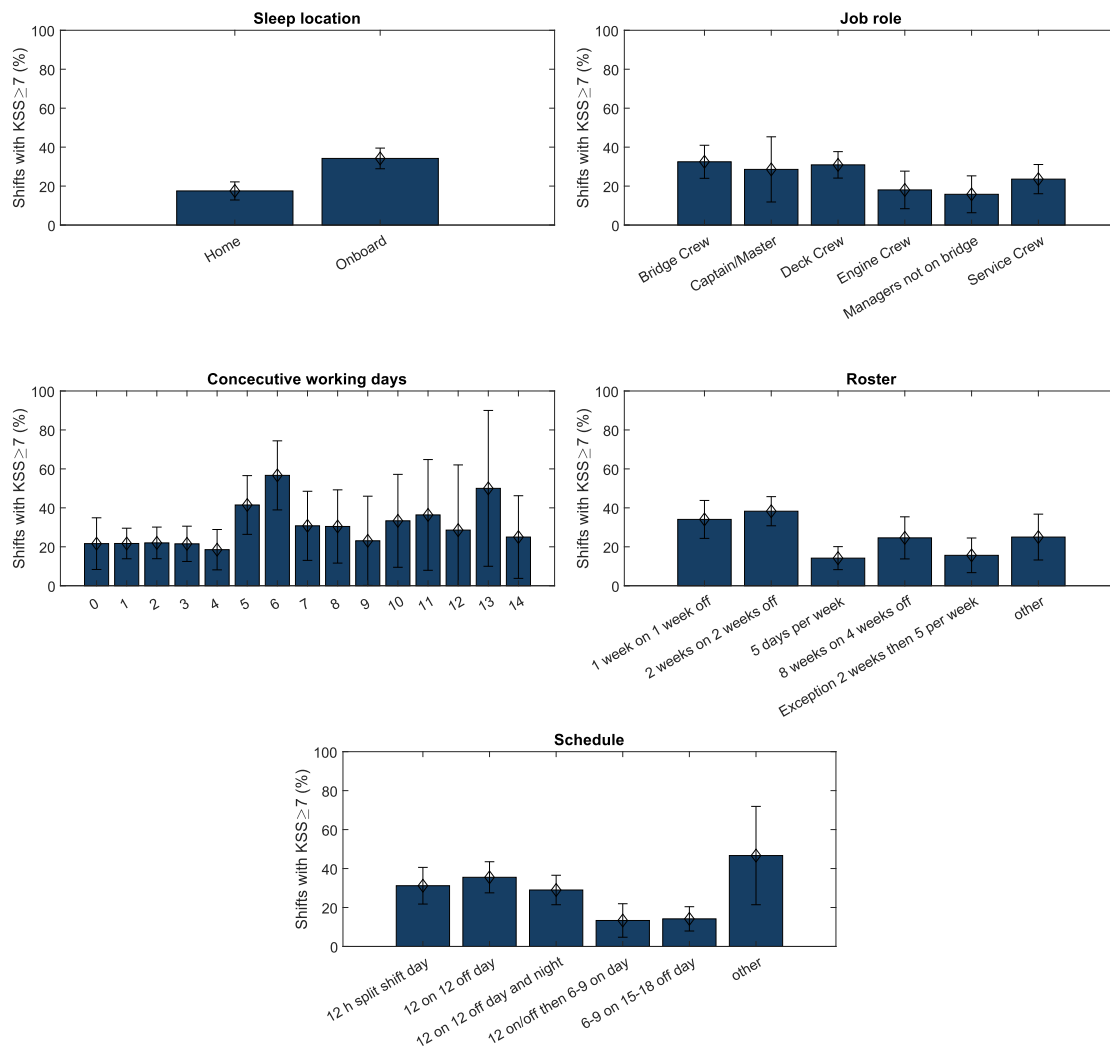 Sleep location
Shifts with KSS≥7 (%)
100
80
60
40
20
0
Home
Onboard
Job role
Shifts with KSS≥7 (%)
100
80
60
40
20
0
Bridge Crew
Captain/Master
Deck Crew
Engine Crew
Managers not on bridge
Service Crew
Concecutive working days
Shifts with KSS≥7 (%)
100
80
60
40
20
0
0
1
2
3
4
5
6
7
8
9
10
11
12
13
14
Roster
Shifts with KSS≥7 (%)
100
80
60
40
20
0
1 week on 1 week off
2 weeks on 2 weeks off
5 days per week
8 weeks on 4 weeks off
Exception 2 weeks then 5 per week
other
Schedule
Shifts with KSS≥7 (%)
100
80
60
40
20
0
12 h split shift day
12 on 12 off day
12 on 12 off day and night
12 on/off then 6-9 on day
6-9 on 15-18 off day
other